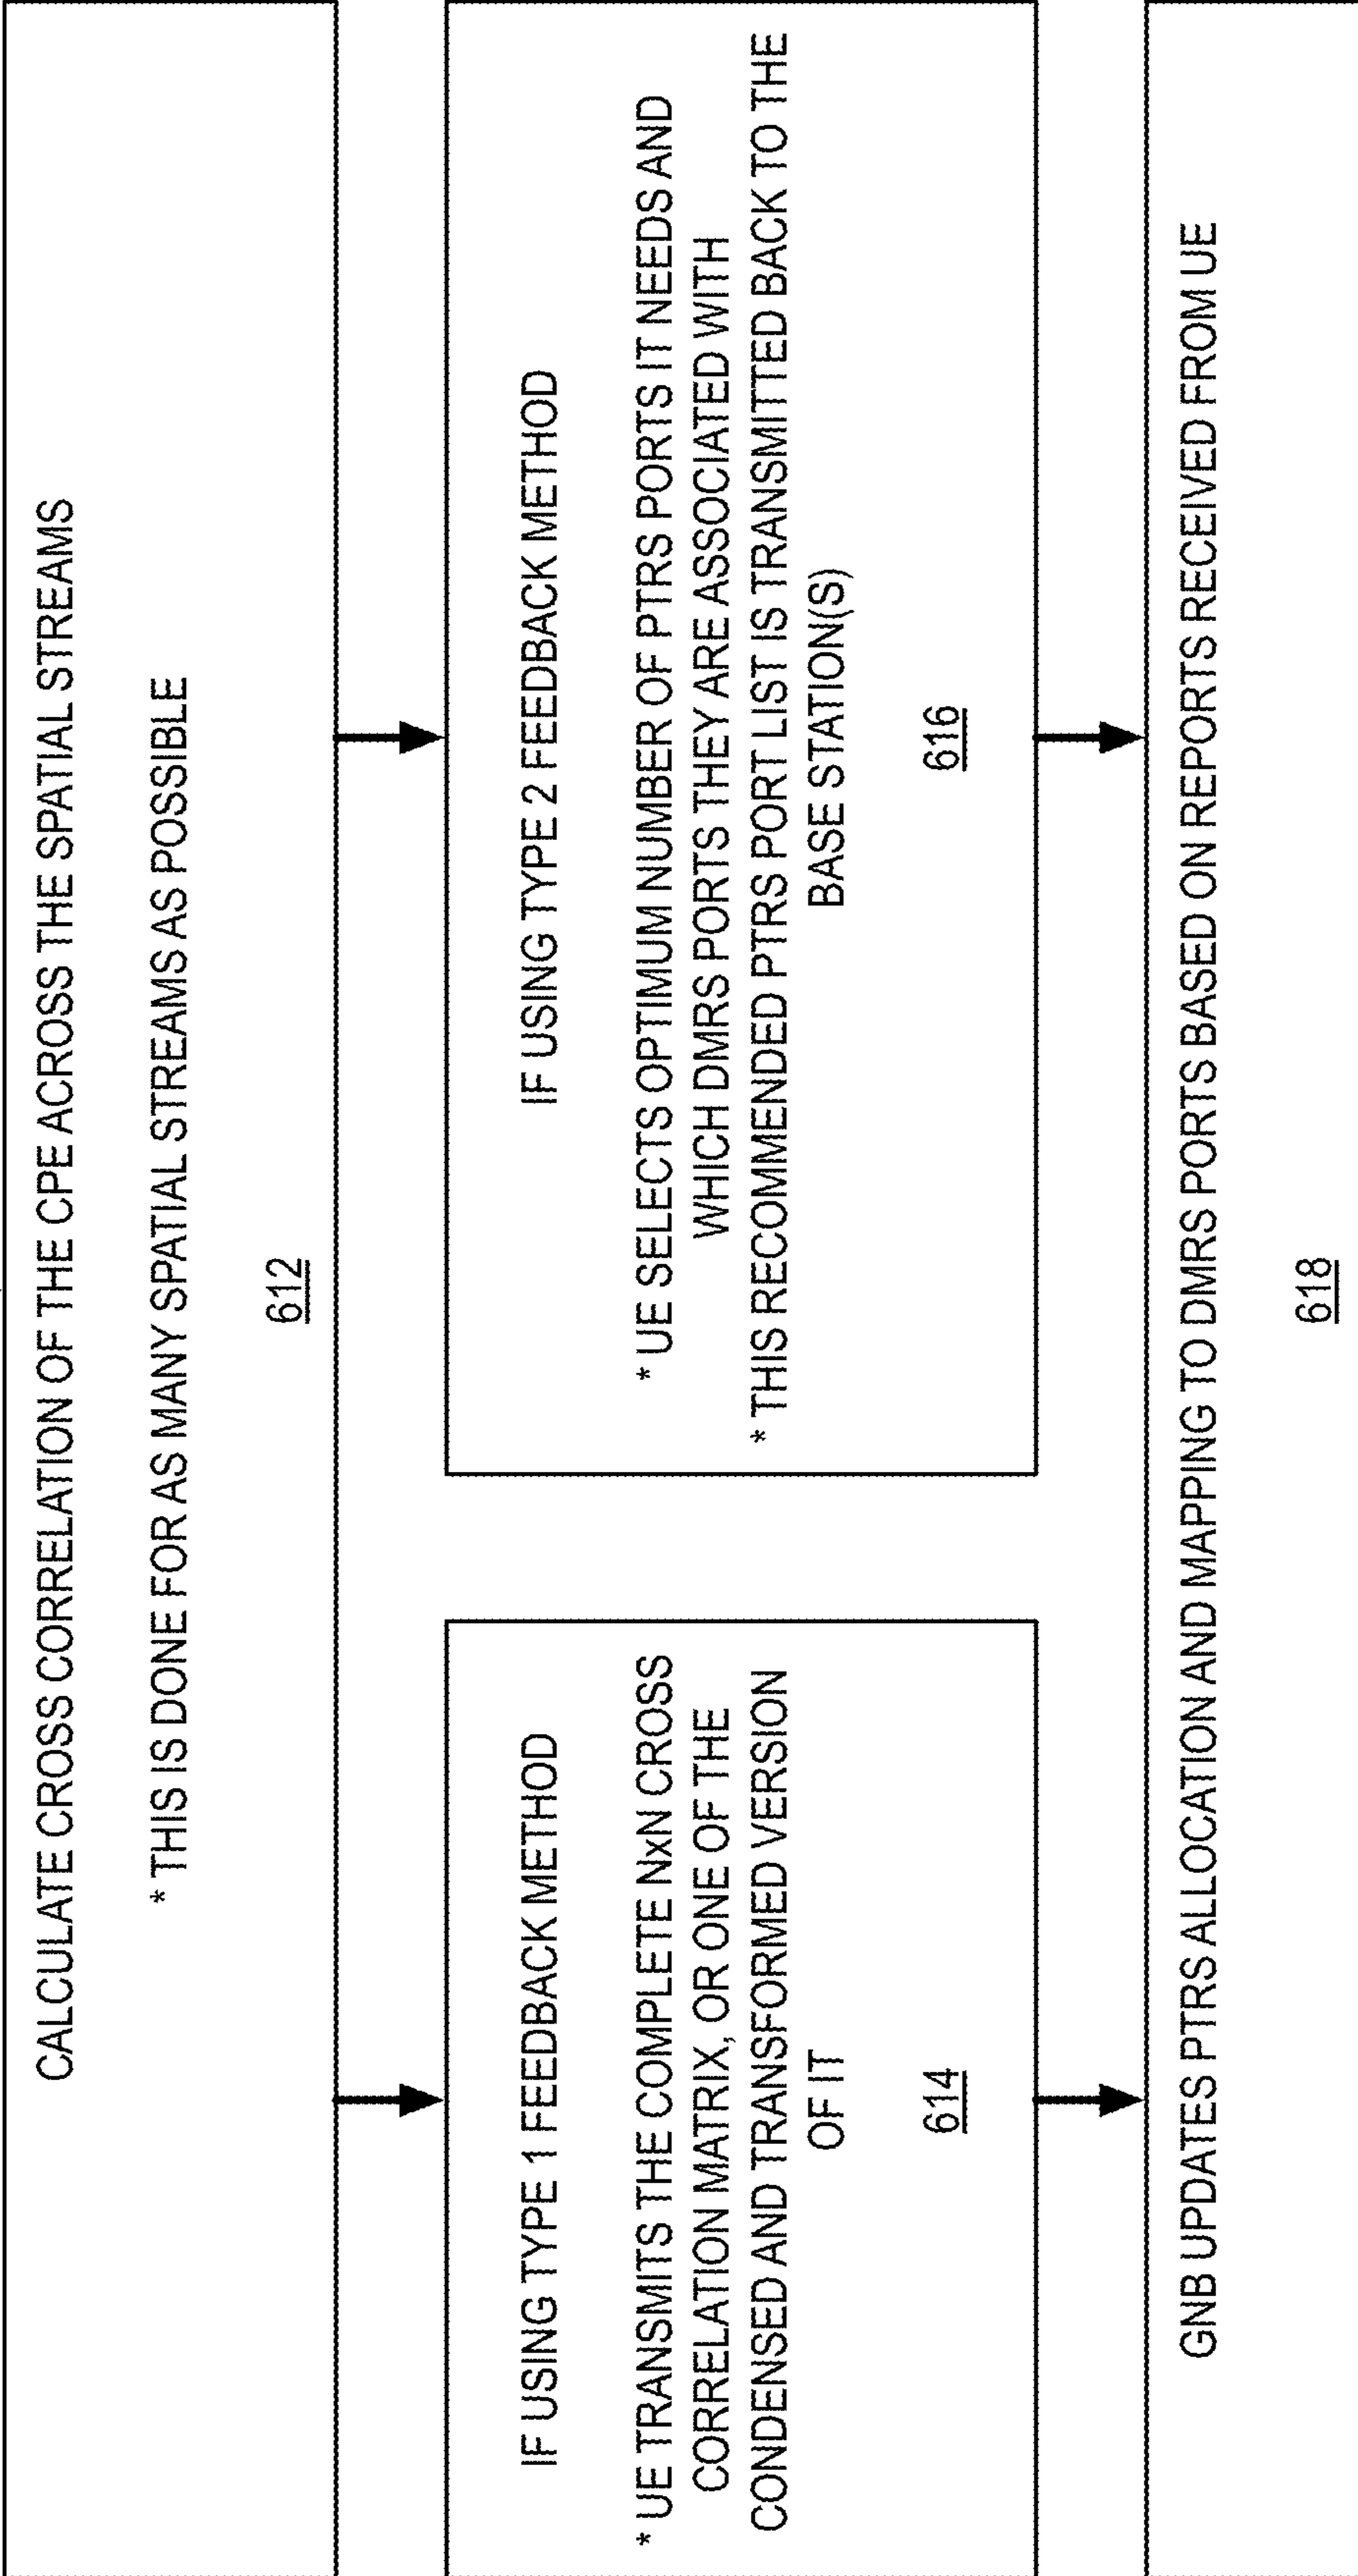 CALCULATE CROSS CORRELATION OF THE CPE ACROSS THE SPATIAL STREAMS
* THIS IS DONE FOR AS MANY SPATIAL STREAMS AS POSSIBLE
612
IF USING TYPE 1 FEEDBACK METHOD
* UE TRANSMITS THE COMPLETE NxN CROSS
CORRELATION MATRIX, OR ONE OF THE
CONDENSED AND TRANSFORMED VERSION
OF IT
614
IF USING TYPE 2 FEEDBACK METHOD
* UE SELECTS OPTIMUM NUMBER OF PTRS PORTS IT NEEDS AND
WHICH DMRS PORTS THEY ARE ASSOCIATED WITH
* THIS RECOMMENDED PTRS PORT LIST IS TRANSMITTED BACK TO THE
BASE STATION(S)
616
GNB UPDATES PTRS ALLOCATION AND MAPPING TO DMRS PORTS BASED ON REPORTS RECEIVED FROM UE
618